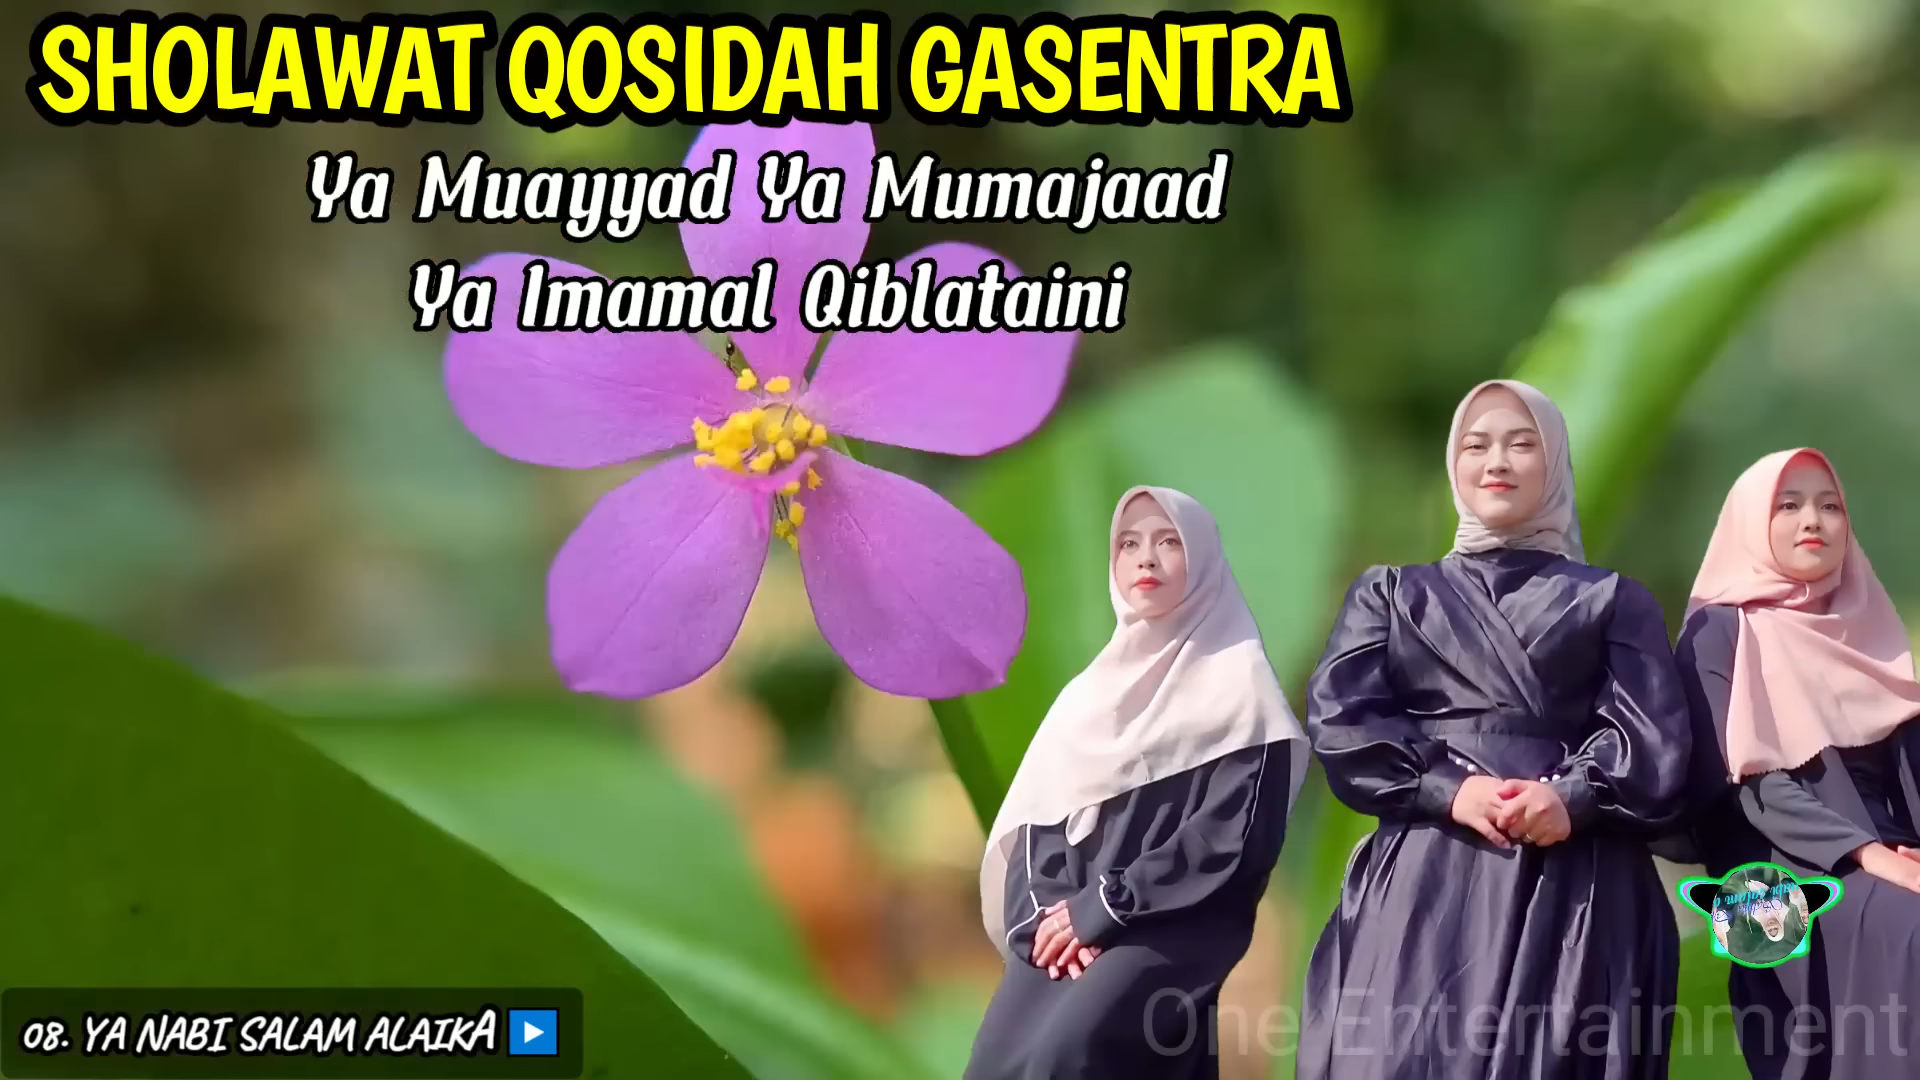 SHOLAWAT QOSIDAH GASENTRA
Ya Muayyad Ya Mumajaad
Ya Imamal Qiblataini
08. YA NABI SALAM ALAIKA
One Entertainment